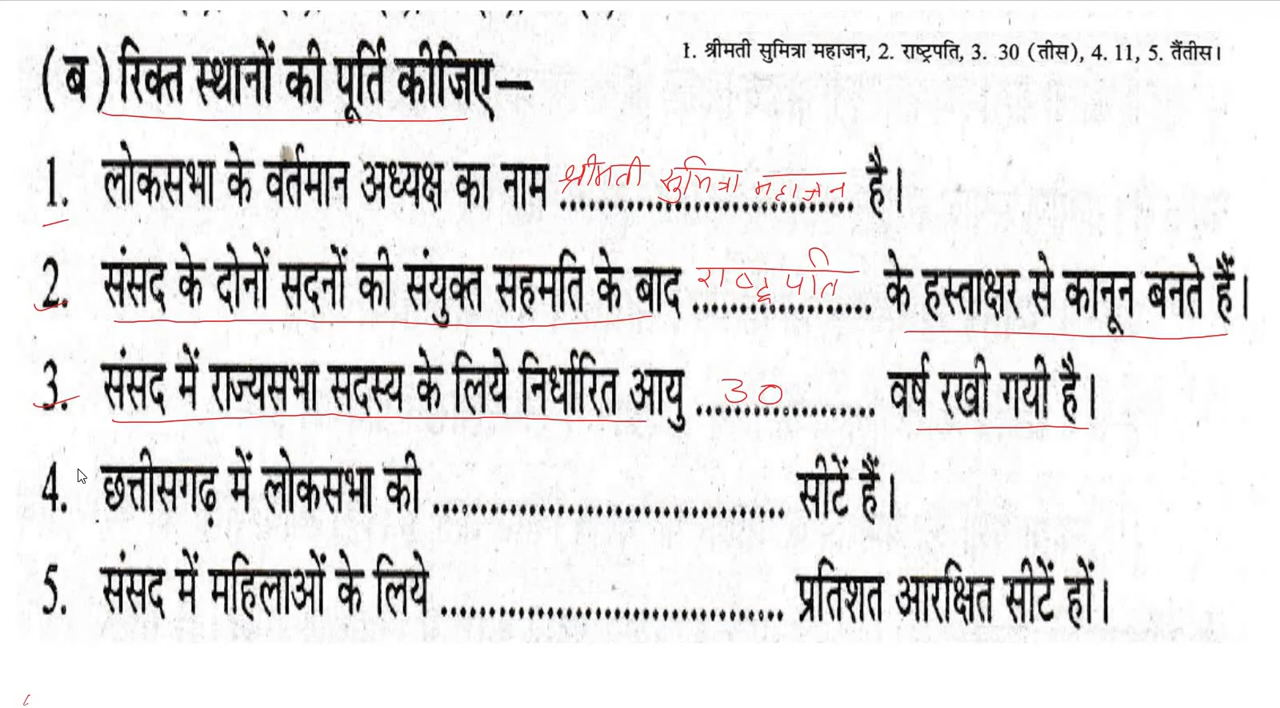 1. श्रीमती सुमित्रा महाजन, 2. राष्ट्रपति, 3. 30 (तीस), 4. 11, 5. तैंतीस।
(ब) रिक्त स्थानों की पूर्ति कीजिए—
1. लोकसभा के वर्तमान अध्यक्ष का नाम श्रीमती सुमित्रा महाजन है।
2. संसद के दोनों सदनों की संयुक्त सहमति के बाद राष्ट्रपति के हस्ताक्षर से कानून बनते हैं।
3. संसद में राज्यसभा सदस्य के लिये निर्धारित आयु 30 वर्ष रखी गयी है।
4. छत्तीसगढ़ में लोकसभा की .................................. सीटें हैं।
5. संसद में महिलाओं के लिये .................................. प्रतिशत आरक्षित सीटें हों।